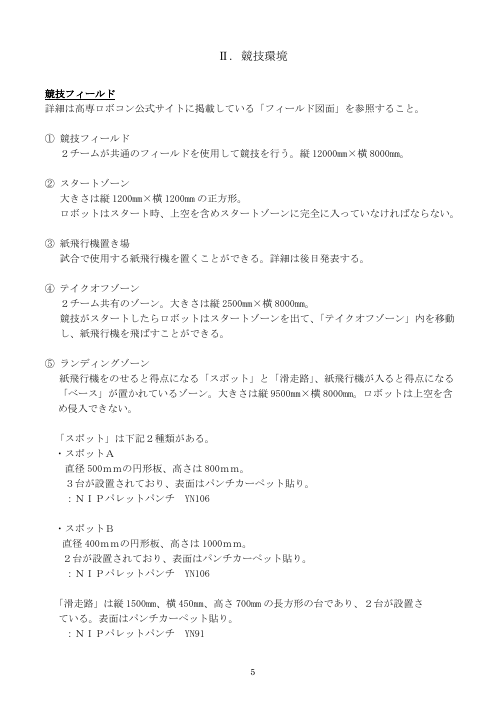 Ⅱ．競技環境
競技フィールド
詳細は高専ロボコン公式サイトに掲載している「フィールド図面」を参照すること。
① 競技フィールド
２チームが共通のフィールドを使用して競技を行う。縦 12000㎜×横 8000㎜。
② スタートゾーン
大きさは縦 1200㎜×横 1200㎜ の正方形。
ロボットはスタート時、上空を含めスタートゾーンに完全に入っていなければならない。
③ 紙飛行機置き場
試合で使用する紙飛行機を置くことができる。詳細は後日発表する。
④ テイクオフゾーン
２チーム共有のゾーン。大きさは縦 2500㎜×横 8000㎜。
競技がスタートしたらロボットはスタートゾーンを出て、「テイクオフゾーン」内を移動
し、紙飛行機を飛ばすことができる。
⑤ ランディングゾーン
紙飛行機をのせると得点になる「スポット」と「滑走路」、紙飛行機が入ると得点になる
「ベース」が置かれているゾーン。大きさは縦 9500㎜×横 8000㎜。ロボットは上空を含
め侵入できない。
「スポット」は下記２種類がある。
・スポットＡ
直径 500ｍｍの円形板、高さは 800ｍｍ。
３台が設置されており、表面はパンチカーペット貼り。
：ＮＩＰパレットパンチ　YN106
・スポットＢ
直径 400ｍｍの円形板、高さは 1000ｍｍ。
２台が設置されており、表面はパンチカーペット貼り。
：ＮＩＰパレットパンチ　YN106
「滑走路」は縦 1500㎜、横 450㎜、高さ 700㎜ の長方形の台であり、２台が設置さ
ている。表面はパンチカーペット貼り。
：ＮＩＰパレットパンチ　YN91
5